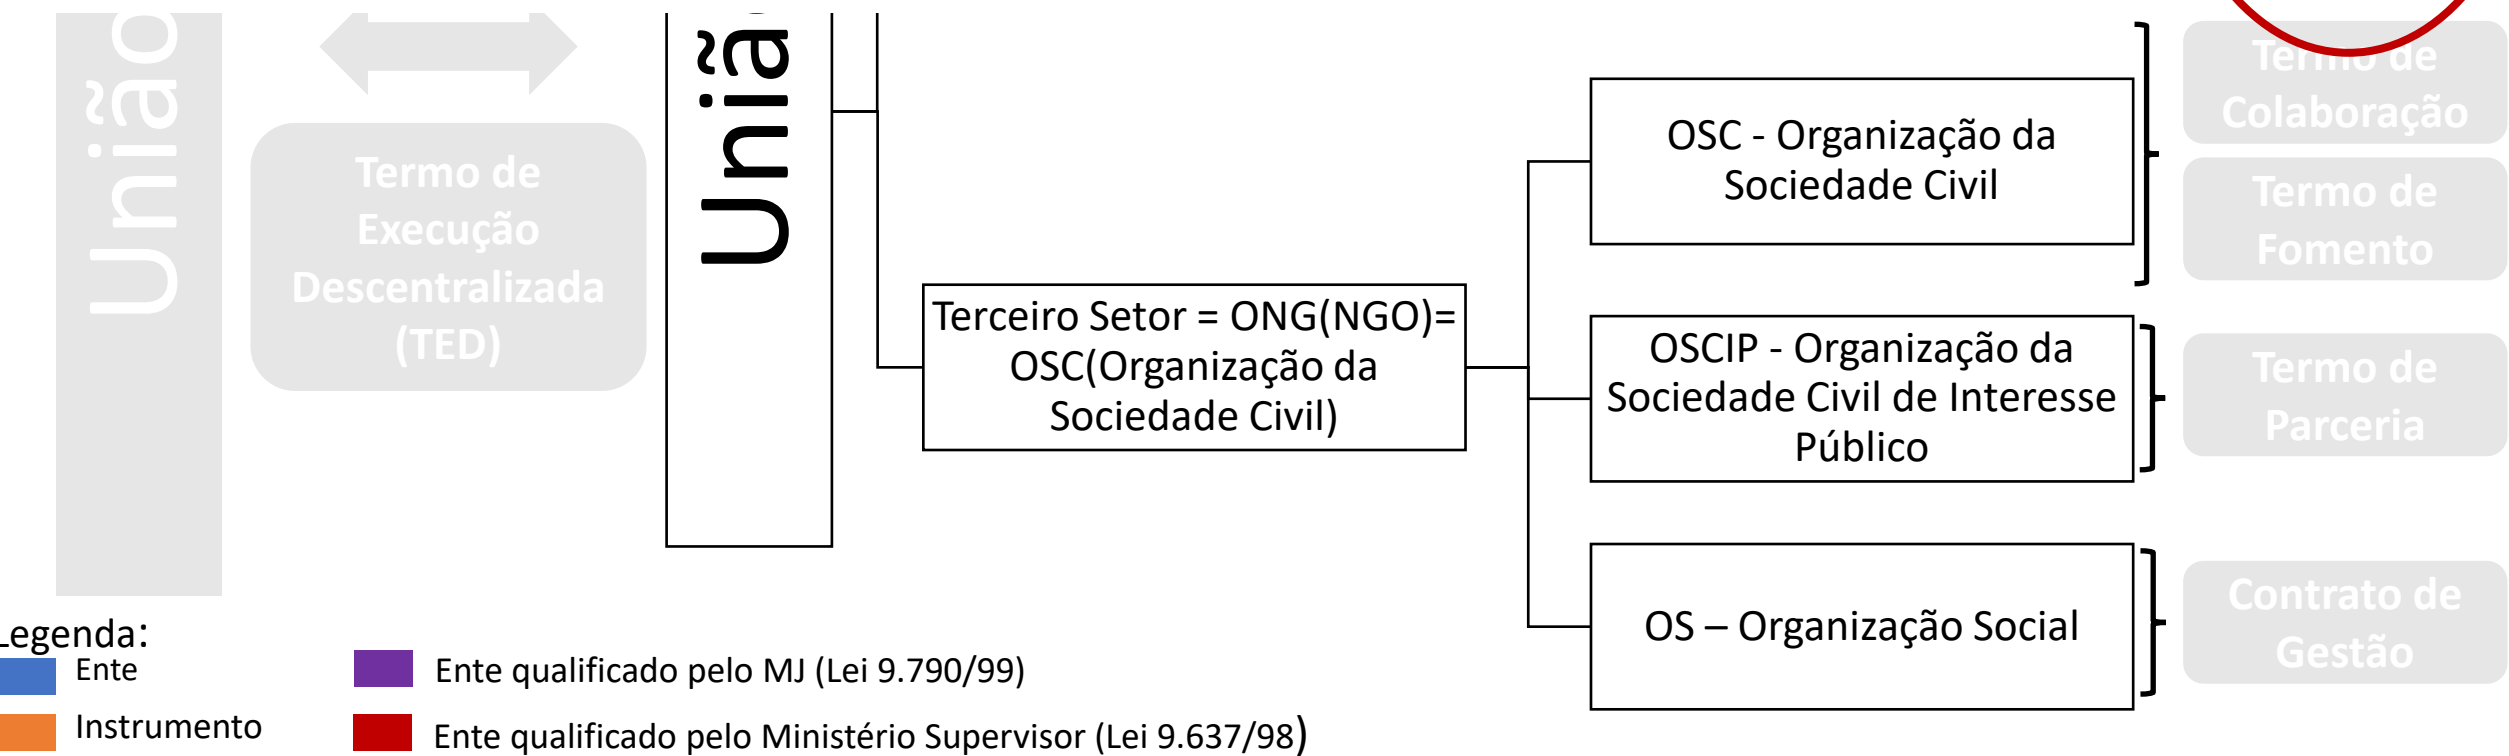 União
Termo de
Execução
Descentralizada
(TED)
Terceiro Setor = ONG(NGO)=
OSC(Organização da
Sociedade Civil)
OSC - Organização da
Sociedade Civil
OSCIP - Organização da
Sociedade Civil de Interesse
Público
OS – Organização Social
Termo de
Colaboração
Termo de
Fomento
Termo de
Parceria
Contrato de
Gestão
Legenda:
Ente
Instrumento
Ente qualificado pelo MJ (Lei 9.790/99)
Ente qualificado pelo Ministério Supervisor (Lei 9.637/98)